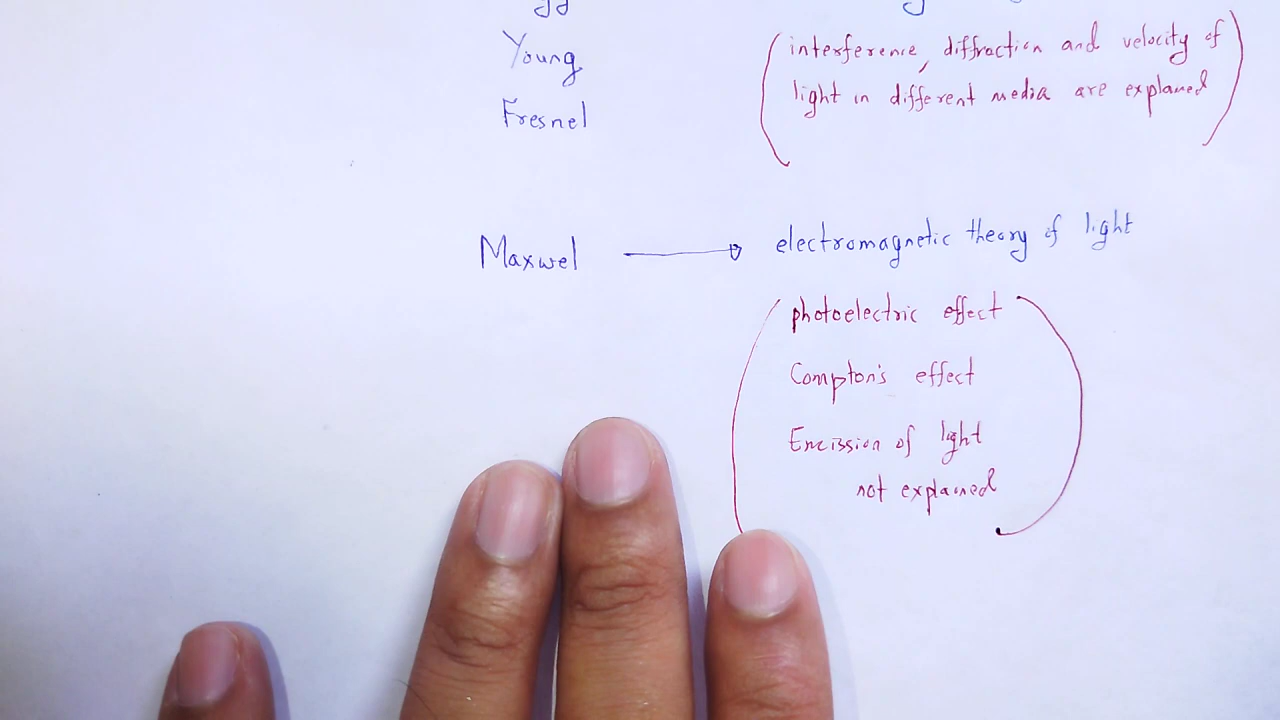 Young
interference, diffraction and velocity of
light in different media are explained
Fresnel
Maxwel
electromagnetic theory of light
photoelectric effect
Compton's effect
Emission of light
not explained